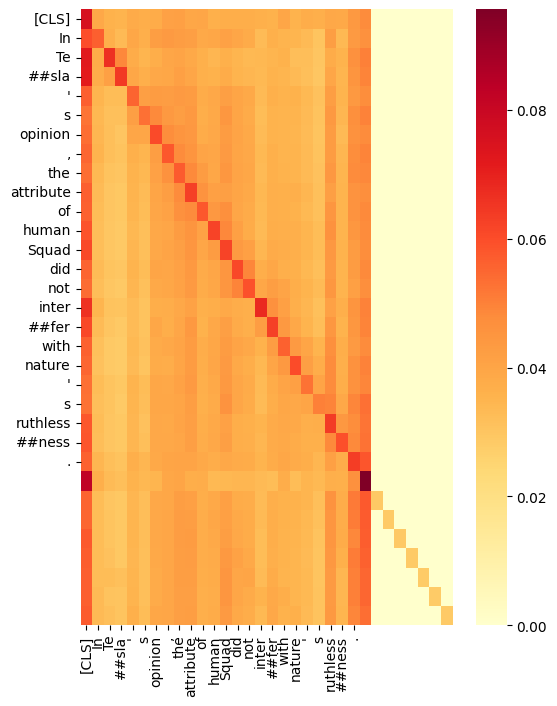 [CLS]
In
Te
##sla
'
s
opinion
,
the
attribute
of
human
Squad
did
not
inter
##fer
with
nature
'
s
ruthless
##ness
.
0.08
0.06
0.04
0.02
0.00
[CLS]
In
Te
##sla
'
s
opinion
,
the
attribute
of
human
Squad
did
not
inter
##fer
with
nature
'
s
ruthless
##ness
.